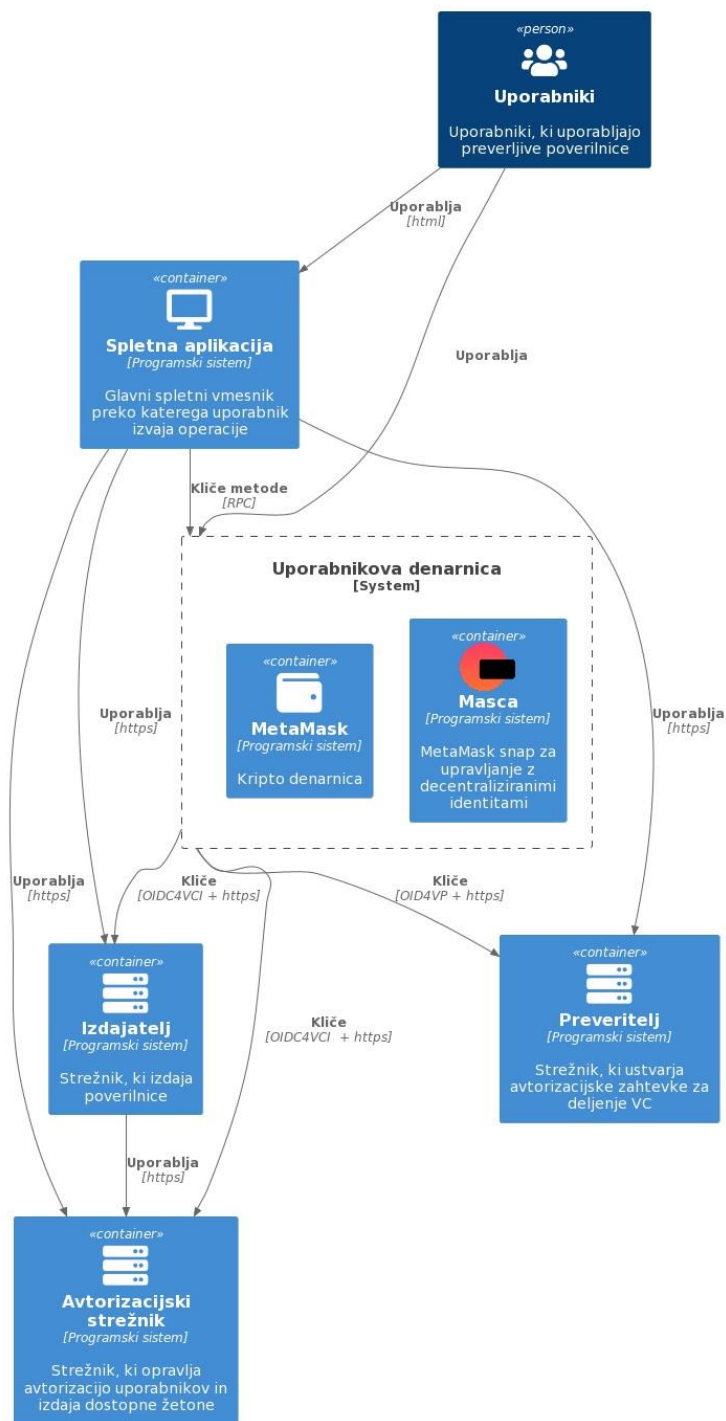 «person»
Uporabniki
Uporabniki, ki uporabljajo
preverljive poverilnice
Uporablja
[html]
«container»
Spletna aplikacija
[Programski sistem]
Glavni spletni vmesnik
preko katerega uporabnik
izvaja operacije
Uporablja
Kliče metode
[RPC]
Uporabnikova denarnica
[System]
«container»
MetaMask
[Programski sistem]
Kripto denarnica
«container»
Masca
[Programski sistem]
MetaMask snap za
upravljanje z
decentraliziranimi
identitami
Uporablja
[https]
Uporablja
[https]
Uporablja
[https]
Kliče
[OIDC4VCI + https]
Kliče
[OID4VP + https]
«container»
Izdajatelj
[Programski sistem]
Strežnik, ki izdaja
poverilnice
Kliče
[OIDC4VCI + https]
«container»
Preveritelj
[Programski sistem]
Strežnik, ki ustvarja
avtorizacijske zahtevke za
deljenje VC
Uporablja
[https]
«container»
Avtorizacijski
strežnik
[Programski sistem]
Strežnik, ki opravlja
avtorizacijo uporabnikov in
izdaja dostopne žetone